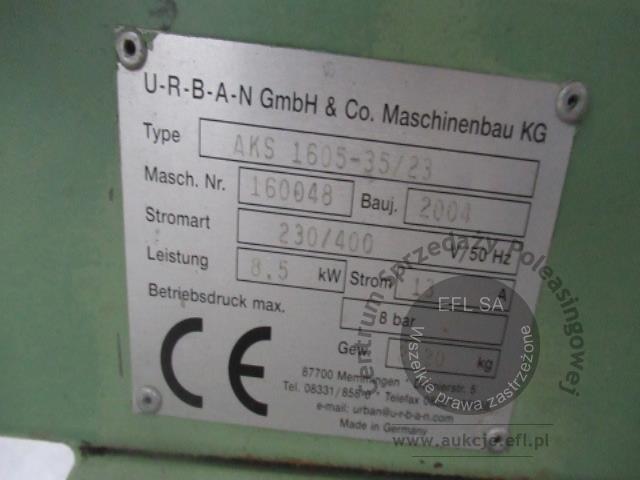 U-R-B-A-N GmbH & Co. Maschinenbau KG
Type AKS 1605-35/23
Masch. Nr. 160048 Bauj. 2004
Stromart 230/400 V/50 Hz
Leistung 8.5 kW Strom A
Betriebsdruck max. 8 bar
Gew. kg
87700 Memmingen
Tel. 08331/858-0 Telefax
e-mail: urban@u-r-b-a-n.com
Made in Germany
CE
Centrum Sprzedaży Poleasingowej
EFL SA.
Wszelkie prawa zastrzeżone
www.aukcje.efl.pl